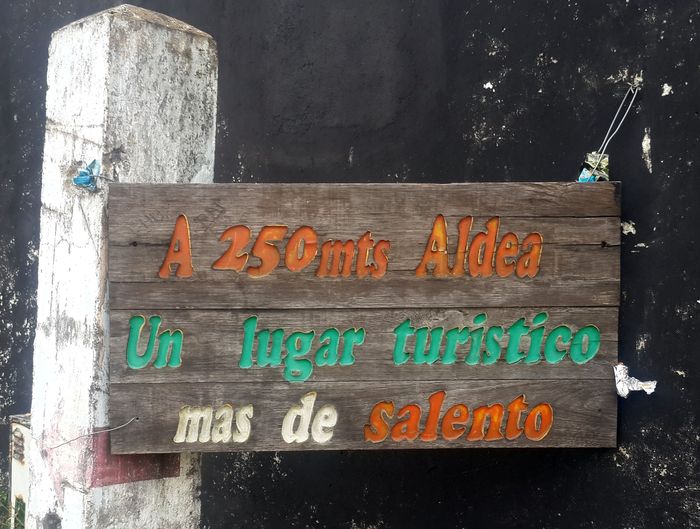 A 250mts Aldea
Un lugar turistico
mas de salento